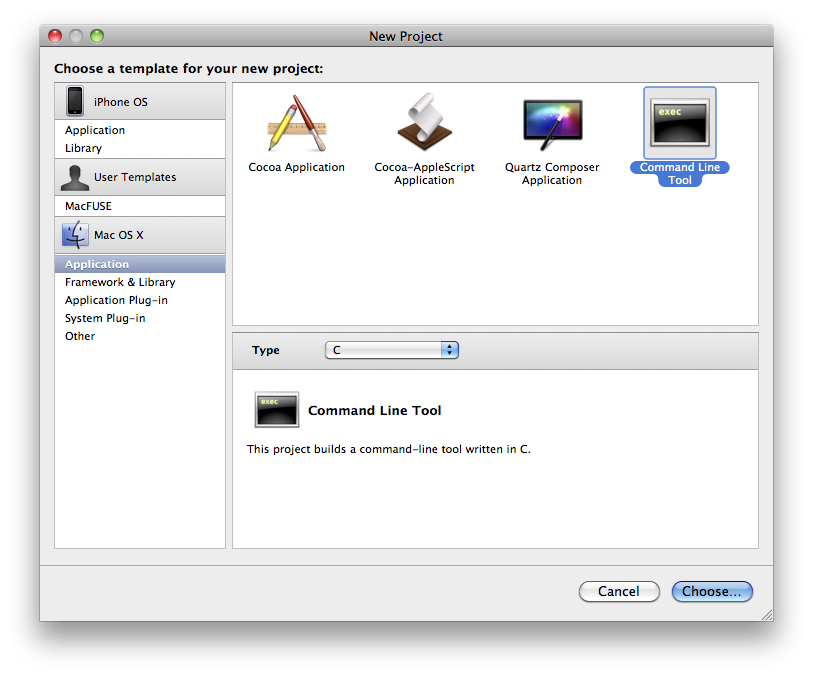 New Project
Choose a template for your new project:
iPhone OS
Application
Library
User Templates
MacFUSE
Mac OS X
Application
Framework & Library
Application Plug-in
System Plug-in
Other
Cocoa Application
Cocoa-AppleScript
Application
Quartz Composer
Application
exec
Command Line
Tool
Type
C
exec
Command Line Tool
This project builds a command-line tool written in C.
Cancel
Choose...